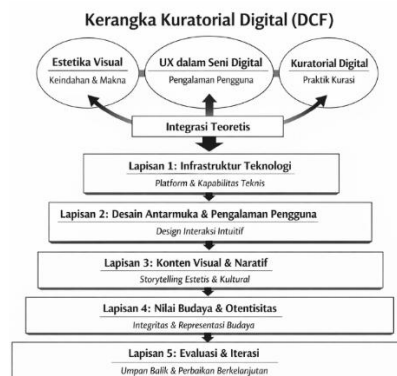 Kerangka Kuratorial Digital (DCF)
Estetika Visual
Keindahan & Makna
UX dalam Seni Digital
Pengalaman Pengguna
Kuratorial Digital
Praktik Kurasi
Integrasi Teoretis
Lapisan 1: Infrastruktur Teknologi
Platform & Kapabilitas Teknis
Lapisan 2: Desain Antarmuka & Pengalaman Pengguna
Design Interaksi Intuitif
Lapisan 3: Konten Visual & Naratif
Storytelling Estetis & Kultural
Lapisan 4: Nilai Budaya & Otentisitas
Integritas & Representasi Budaya
Lapisan 5: Evaluasi & Iterasi
Umpan Balik & Perbaikan Berkelanjutan